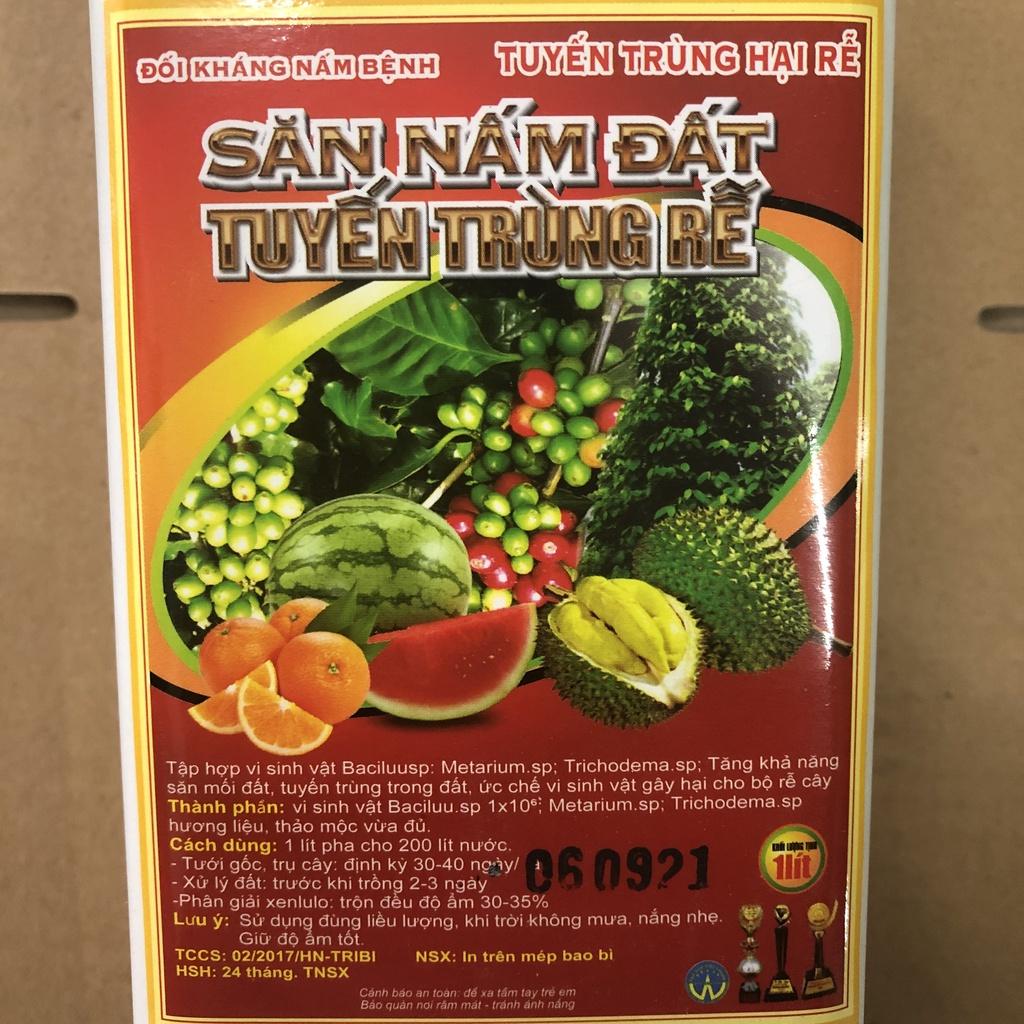 ĐỐI KHÁNG NẤM BỆNH
TUYẾN TRÙNG HẠI RỄ
SĂN NẤM ĐẤT
TUYẾN TRÙNG RỄ
Tập hợp vi sinh vật Baciluusp: Metarium.sp; Trichodema.sp; Tăng khả năng
săn mối đất, tuyến trùng trong đất, ức chế vi sinh vật gây hại cho bộ rễ cây
Thành phần: vi sinh vật Baciluu.sp 1x10⁶; Metarium.sp; Trichodema.sp
hương liệu, thảo mộc vừa đủ.
Cách dùng: 1 lít pha cho 200 lít nước.
- Tưới gốc, trụ cây: định kỳ 30-40 ngày/
- Xử lý đất: trước khi trồng 2-3 ngày
-Phân giải xenlulo: trộn đều độ ẩm 30-35%
060921
KHỐI LƯỢNG TỊNH
1lít
Lưu ý: Sử dụng đùng liều lượng, khi trời không mưa, nắng nhẹ.
Giữ độ ẩm tốt.
TCCS: 02/2017/HN-TRIBI NSX: In trên mép bao bì
HSH: 24 tháng. TNSX
Cảnh báo an toàn: để xa tầm tay trẻ em
Bảo quản nơi râm mát - tránh ánh nắng